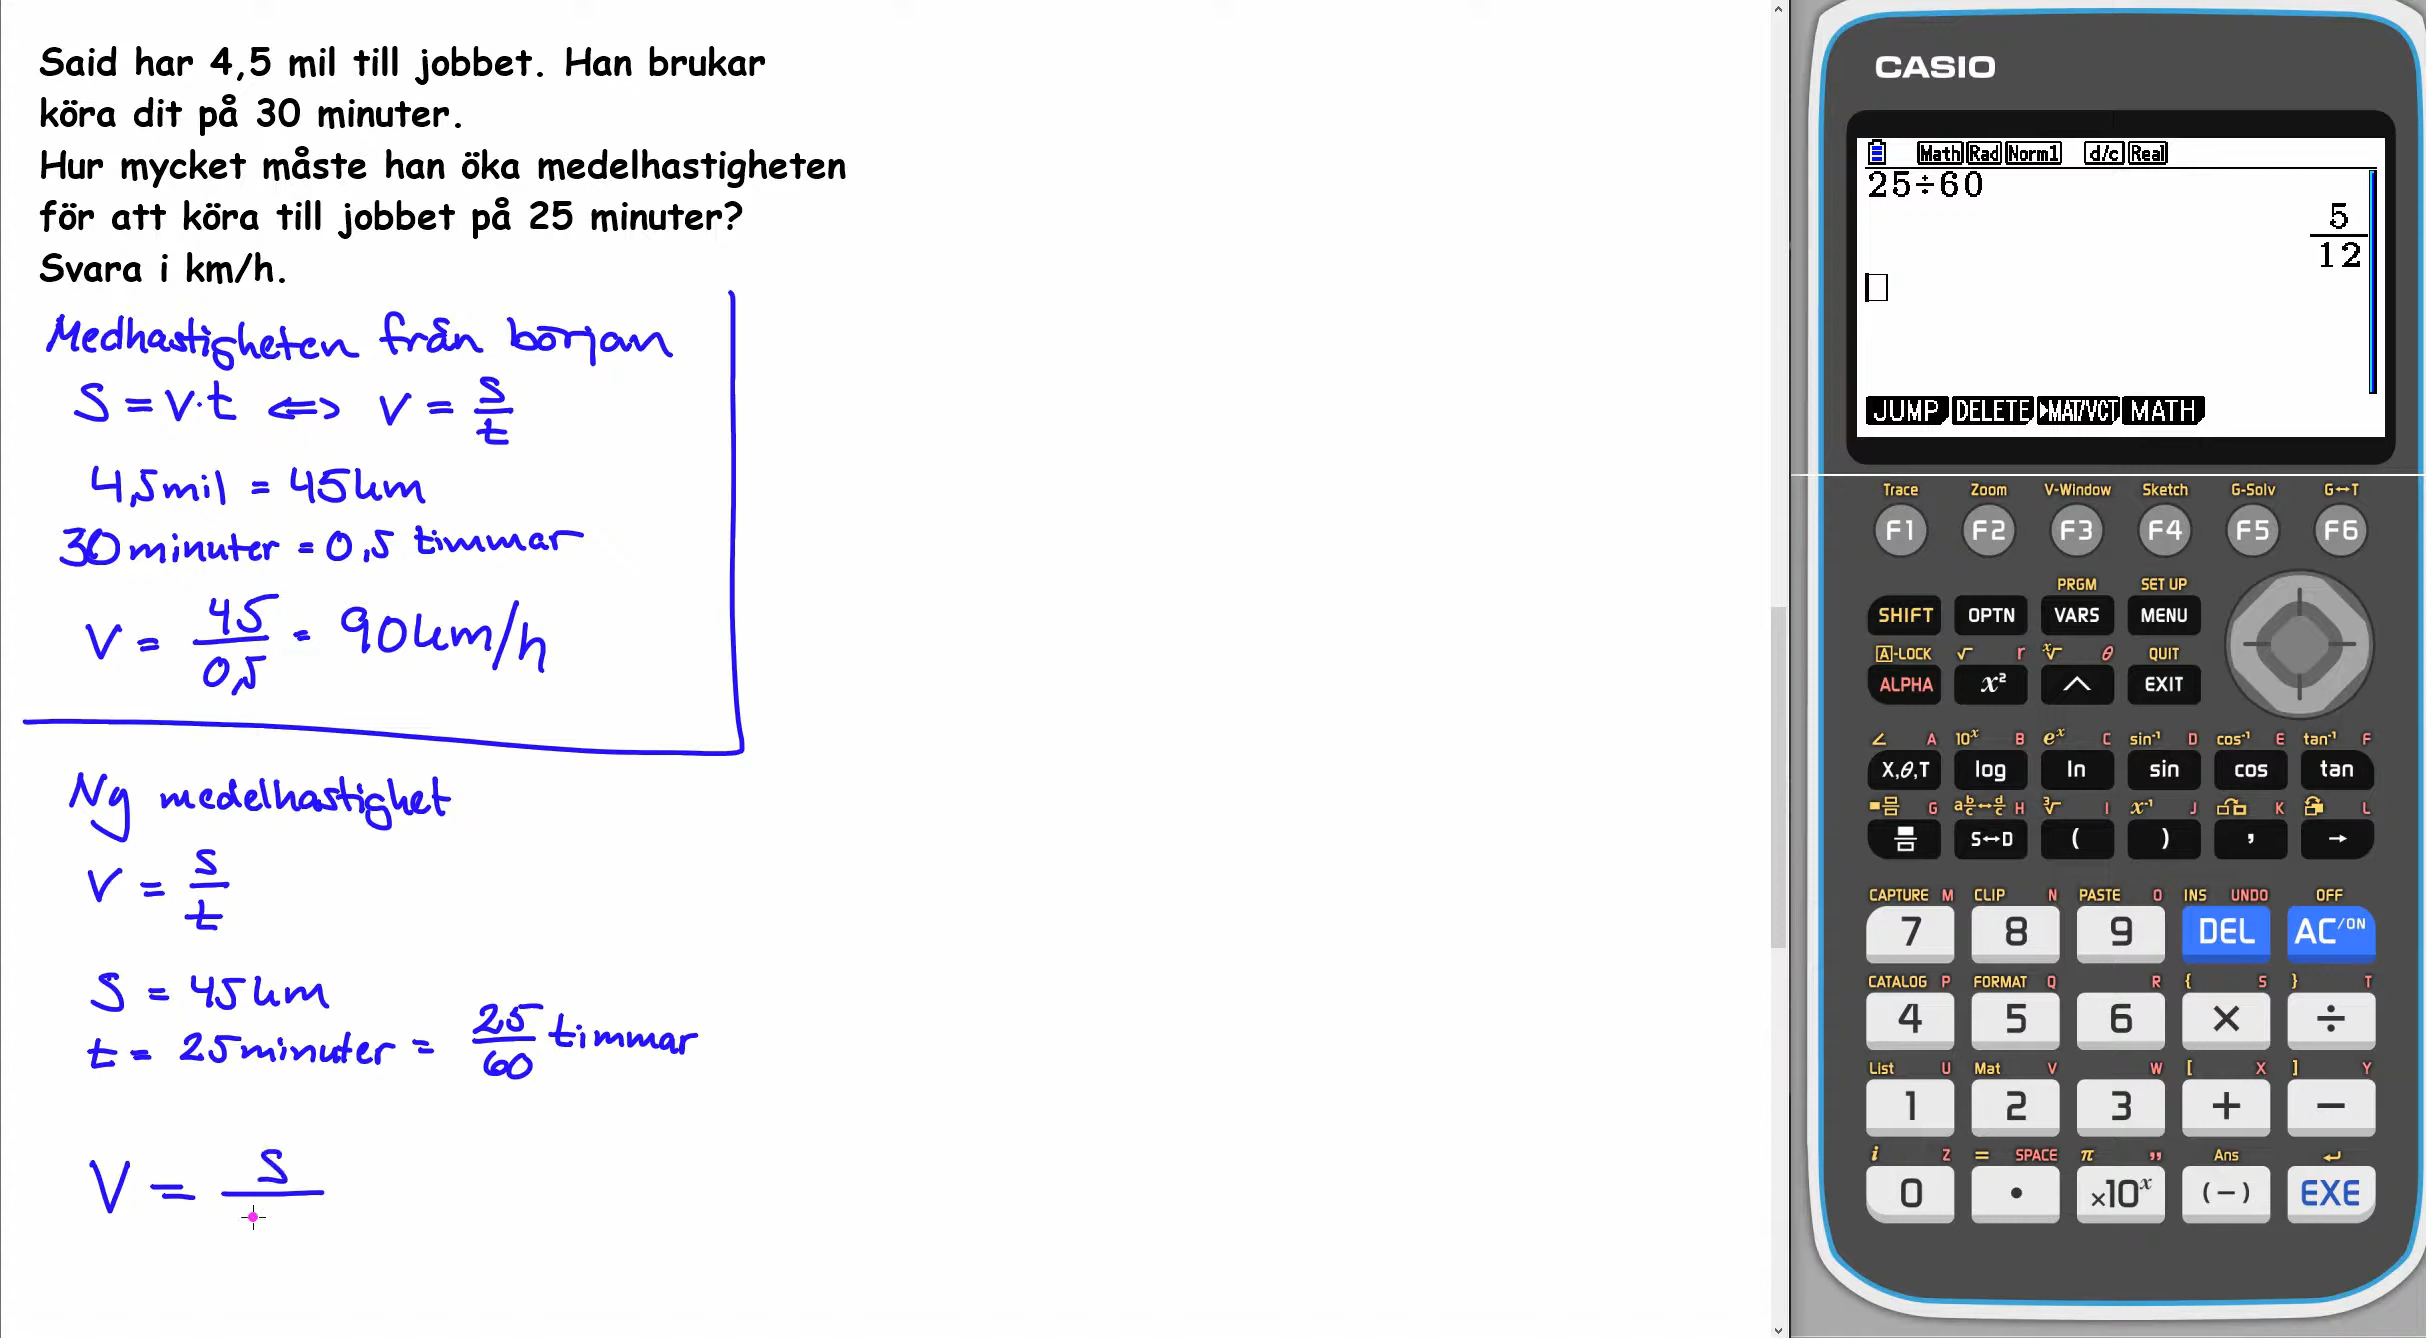 Said har 4,5 mil till jobbet. Han brukar
köra dit på 30 minuter.
Hur mycket måste han öka medelhastigheten
för att köra till jobbet på 25 minuter?
Svara i km/h.
Medhastigheten från början
S = v·t <=> v = s/t
4,5mil = 45km
30 minuter = 0,5 timmar
V = 45/0,5 = 90km/h
Ny medelhastighet
V = s/t
S = 45km
t = 25minuter = 25/60 timmar
V = s/
CASIO
Math Rad Norm1 d/c Real
25÷60
5/12
JUMP DELETE ▶MAT/VCT MATH
Trace Zoom V-Window Sketch G-Solv G↔T
F1 F2 F3 F4 F5 F6
PRGM SET UP
SHIFT OPTN VARS MENU
A-LOCK √ r ˣ√ θ QUIT
ALPHA x² ^ EXIT
∠ A 10ˣ B eˣ C sin⁻¹ D cos⁻¹ E tan⁻¹ F
X,θ,T log ln sin cos tan
G a b/c↔d/c H ³√ I x⁻¹ J K L
S↔D ( ) , →
CAPTURE M CLIP N PASTE O INS UNDO OFF
7 8 9 DEL AC/ON
CATALOG P FORMAT Q R { S } T
4 5 6 × ÷
List U Mat V W [ X ] Y
1 2 3 + −
i Z = SPACE π " Ans ↵
0 • ×10ˣ (−) EXE